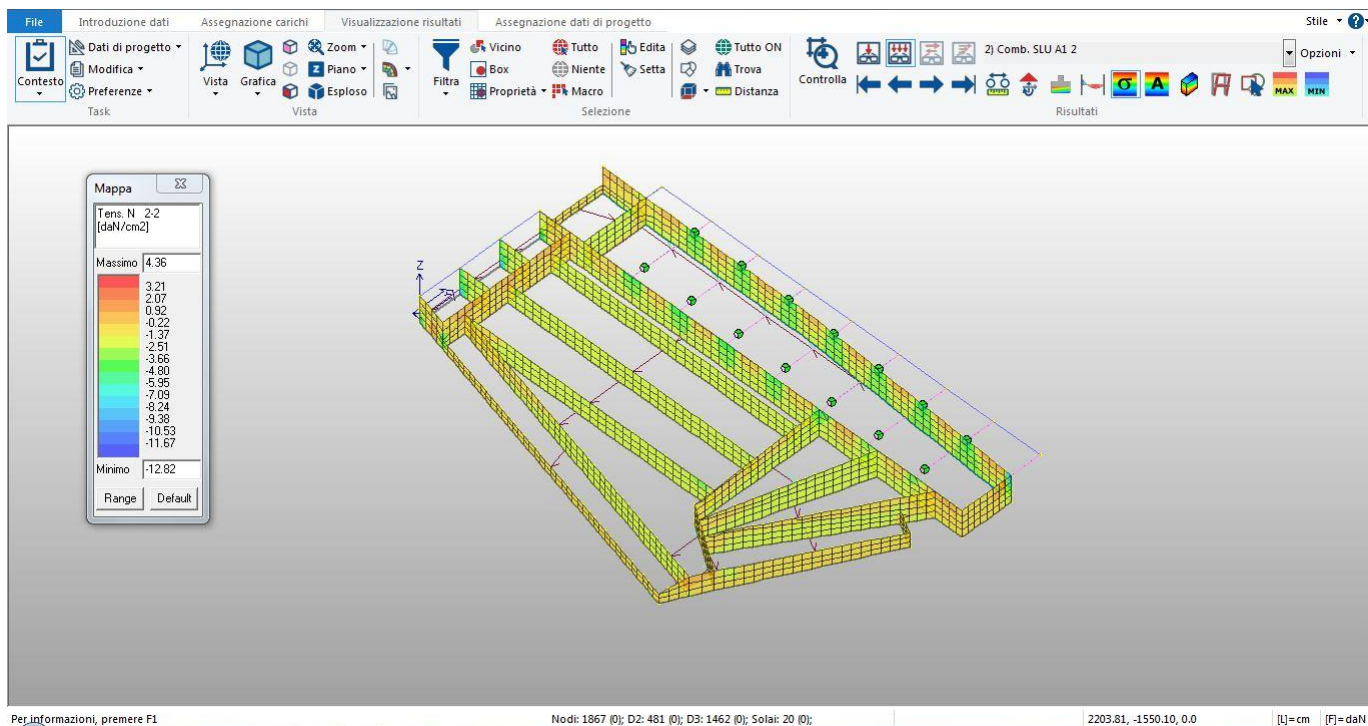 File Introduzione dati Assegnazione carichi Visualizzazione risultati Assegnazione dati di progetto Stile
Contesto
Dati di progetto
Modifica
Preferenze
Task
Vista
Grafica
Zoom
Z Piano
Esploso
Vista
Filtra
Vicino
Box
Proprietà
Tutto
Niente
Macro
Edita
Setta
Tutto ON
Trova
Distanza
Selezione
Controlla
2) Comb. SLU A1 2
Opzioni
σ A MAX MIN
Risultati
Mappa
Tens. N 2-2
[daN/cm2]
Massimo 4.36
3.21
2.07
0.92
-0.22
-1.37
-2.51
-3.66
-4.80
-5.95
-7.09
-8.24
-9.38
-10.53
-11.67
Minimo -12.82
Range Default
Z
Per informazioni, premere F1 Nodi: 1867 (0); D2: 481 (0); D3: 1462 (0); Solai: 20 (0); 2203.81, -1550.10, 0.0 [L]=cm [F]=daN